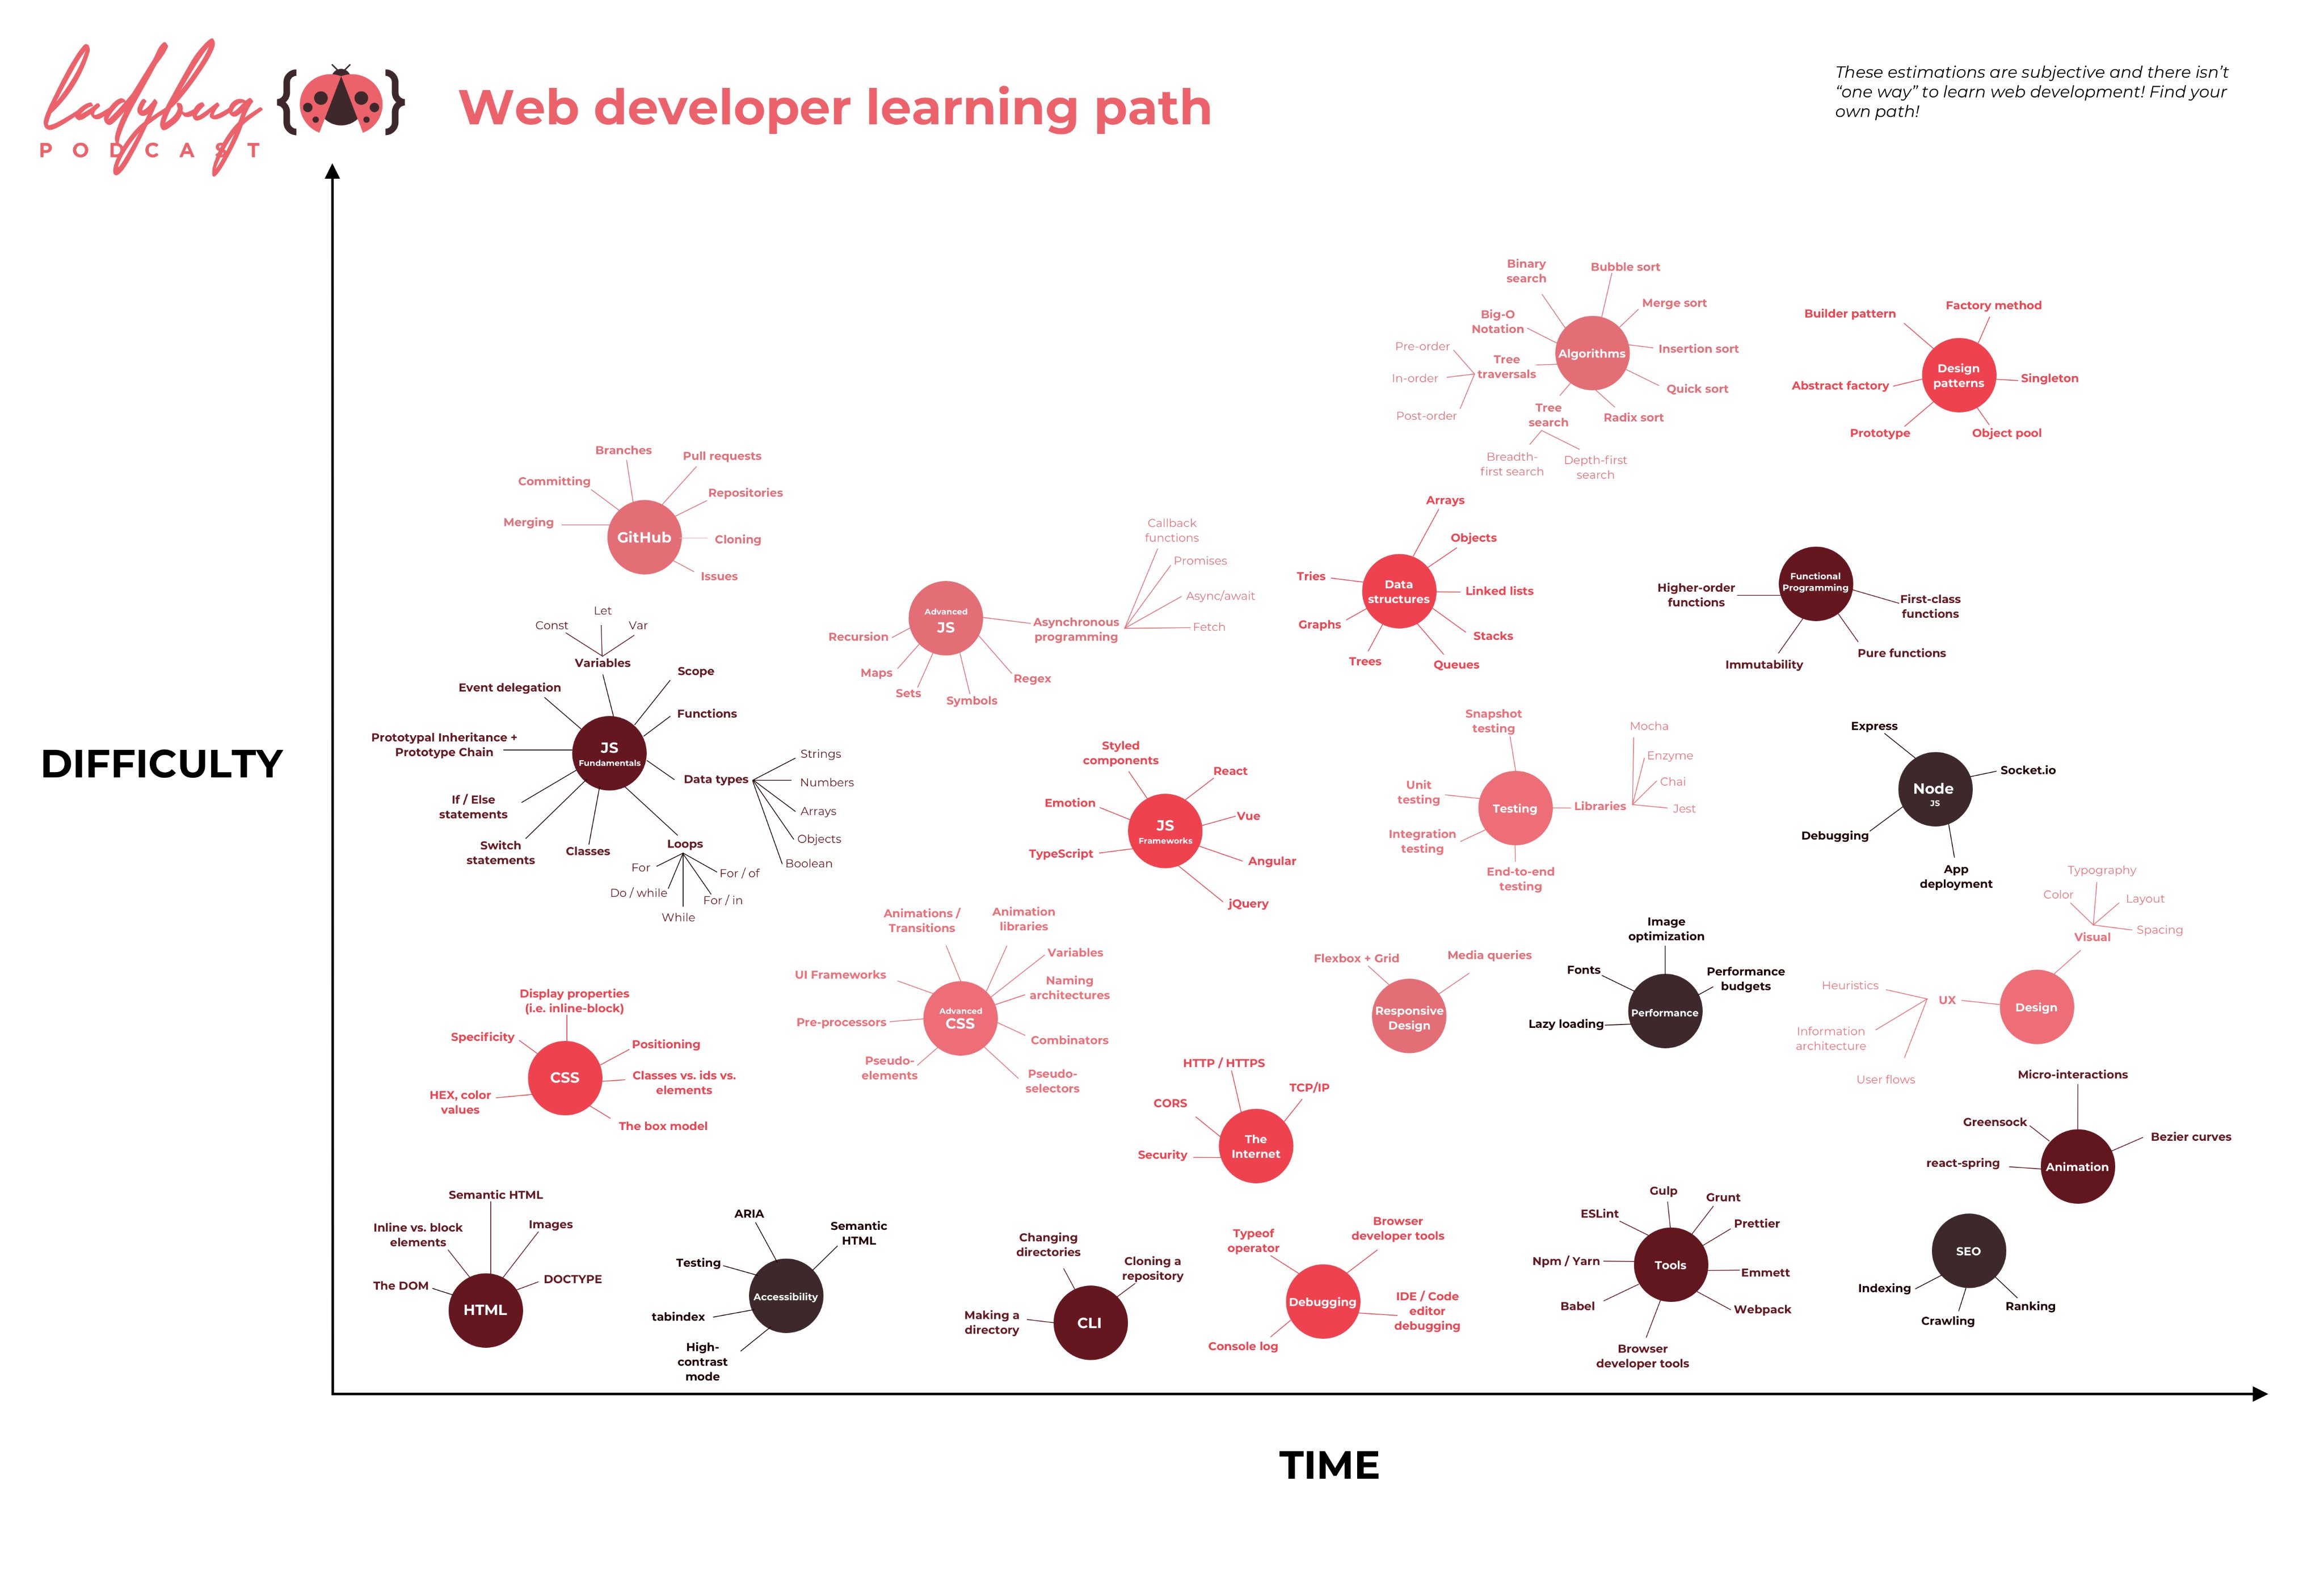 ladybug
PODCAST
{ }
Web developer learning path
These estimations are subjective and there isn't
“one way” to learn web development! Find your
own path!
DIFFICULTY
TIME
Binary
search
Bubble sort
Merge sort
Big-O
Notation
Insertion sort
Algorithms
Pre-order
In-order
Post-order
Tree
traversals
Quick sort
Tree
search
Radix sort
Breadth-
first search
Depth-first
search
Builder pattern
Factory method
Design
patterns
Abstract factory
Singleton
Prototype
Object pool
Branches
Pull requests
Committing
Repositories
Merging
GitHub
Cloning
Issues
Callback
functions
Promises
Async/await
Fetch
Advanced
JS
Asynchronous
programming
Recursion
Maps
Sets
Symbols
Regex
Arrays
Objects
Tries
Data
structures
Linked lists
Graphs
Stacks
Trees
Queues
Functional
Programming
Higher-order
functions
First-class
functions
Immutability
Pure functions
Let
Const
Var
Variables
Scope
Event delegation
Functions
Prototypal Inheritance +
Prototype Chain
JS
Fundamentals
Data types
Strings
Numbers
Arrays
Objects
Boolean
If / Else
statements
Switch
statements
Classes
Loops
For
For / of
Do / while
For / in
While
Styled
components
React
Emotion
Vue
JS
Frameworks
TypeScript
Angular
jQuery
Snapshot
testing
Mocha
Enzyme
Chai
Jest
Unit
testing
Testing
Libraries
Integration
testing
End-to-end
testing
Express
Socket.io
Node
JS
Debugging
App
deployment
Animations /
Transitions
Animation
libraries
Variables
UI Frameworks
Naming
architectures
Advanced
CSS
Pre-processors
Combinators
Pseudo-
elements
Pseudo-
selectors
Flexbox + Grid
Media queries
Responsive
Design
Image
optimization
Fonts
Performance
budgets
Performance
Lazy loading
Typography
Color
Layout
Spacing
Visual
Heuristics
UX
Design
Information
architecture
User flows
Display properties
(i.e. inline-block)
Specificity
Positioning
CSS
Classes vs. ids vs.
elements
HEX, color
values
The box model
HTTP / HTTPS
TCP/IP
CORS
The
Internet
Security
Micro-interactions
Greensock
Bezier curves
react-spring
Animation
Semantic HTML
Inline vs. block
elements
Images
The DOM
DOCTYPE
HTML
ARIA
Semantic
HTML
Testing
Accessibility
tabindex
High-
contrast
mode
Changing
directories
Cloning a
repository
Making a
directory
CLI
Typeof
operator
Browser
developer tools
Debugging
IDE / Code
editor
debugging
Console log
Gulp
Grunt
ESLint
Prettier
Npm / Yarn
Tools
Emmett
Babel
Webpack
Browser
developer tools
SEO
Indexing
Crawling
Ranking